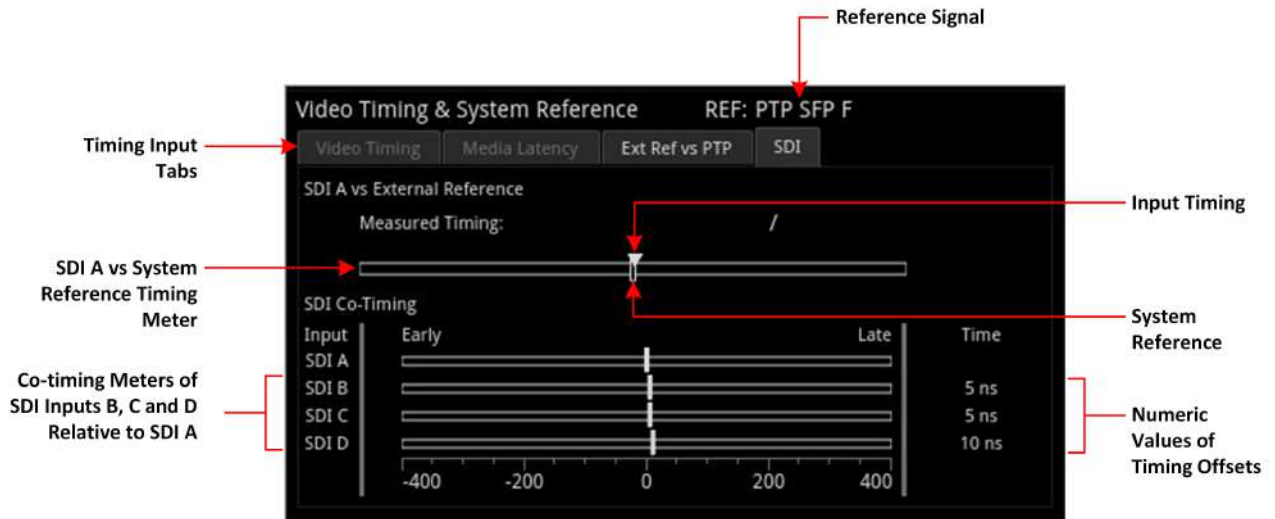 Reference Signal
Video Timing & System Reference REF: PTP SFP F
Timing Input
Tabs
Video Timing Media Latency Ext Ref vs PTP SDI
SDI A vs External Reference
Measured Timing: /
Input Timing
SDI A vs System
Reference Timing
Meter
System
Reference
SDI Co-Timing
Input Early Late Time
SDI A
SDI B 5 ns
SDI C 5 ns
SDI D 10 ns
-400 -200 0 200 400
Co-timing Meters of
SDI Inputs B, C and D
Relative to SDI A
Numeric
Values of
Timing Offsets